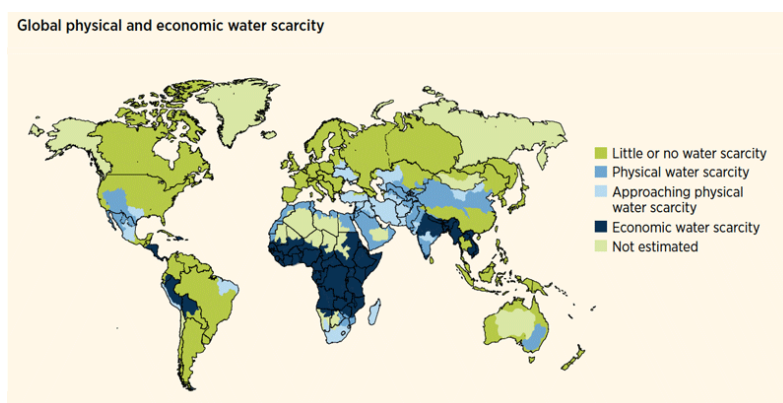 Global physical and economic water scarcity
Little or no water scarcity
Physical water scarcity
Approaching physical
water scarcity
Economic water scarcity
Not estimated